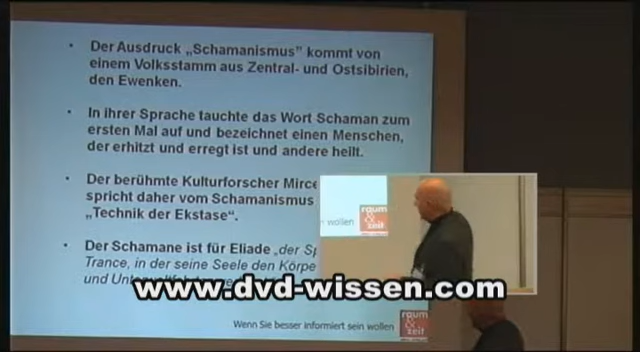 • Der Ausdruck „Schamanismus” kommt von
einem Volksstamm aus Zentral- und Ostsibirien,
den Ewenken.
• In ihrer Sprache tauchte das Wort Schaman zum
ersten Mal auf und bezeichnet einen Menschen,
der erhitzt und erregt ist und andere heilt.
• Der berühmte Kulturforscher Mirce
spricht daher vom Schamanismus
„Technik der Ekstase”.
• Der Schamane ist für Eliade „der Sp
Trance, in der seine Seele den Körpe
und
wollen
raum
& zeit
www.dvd-wissen.com
Wenn Sie besser informiert sein wollen
raum
& zeit